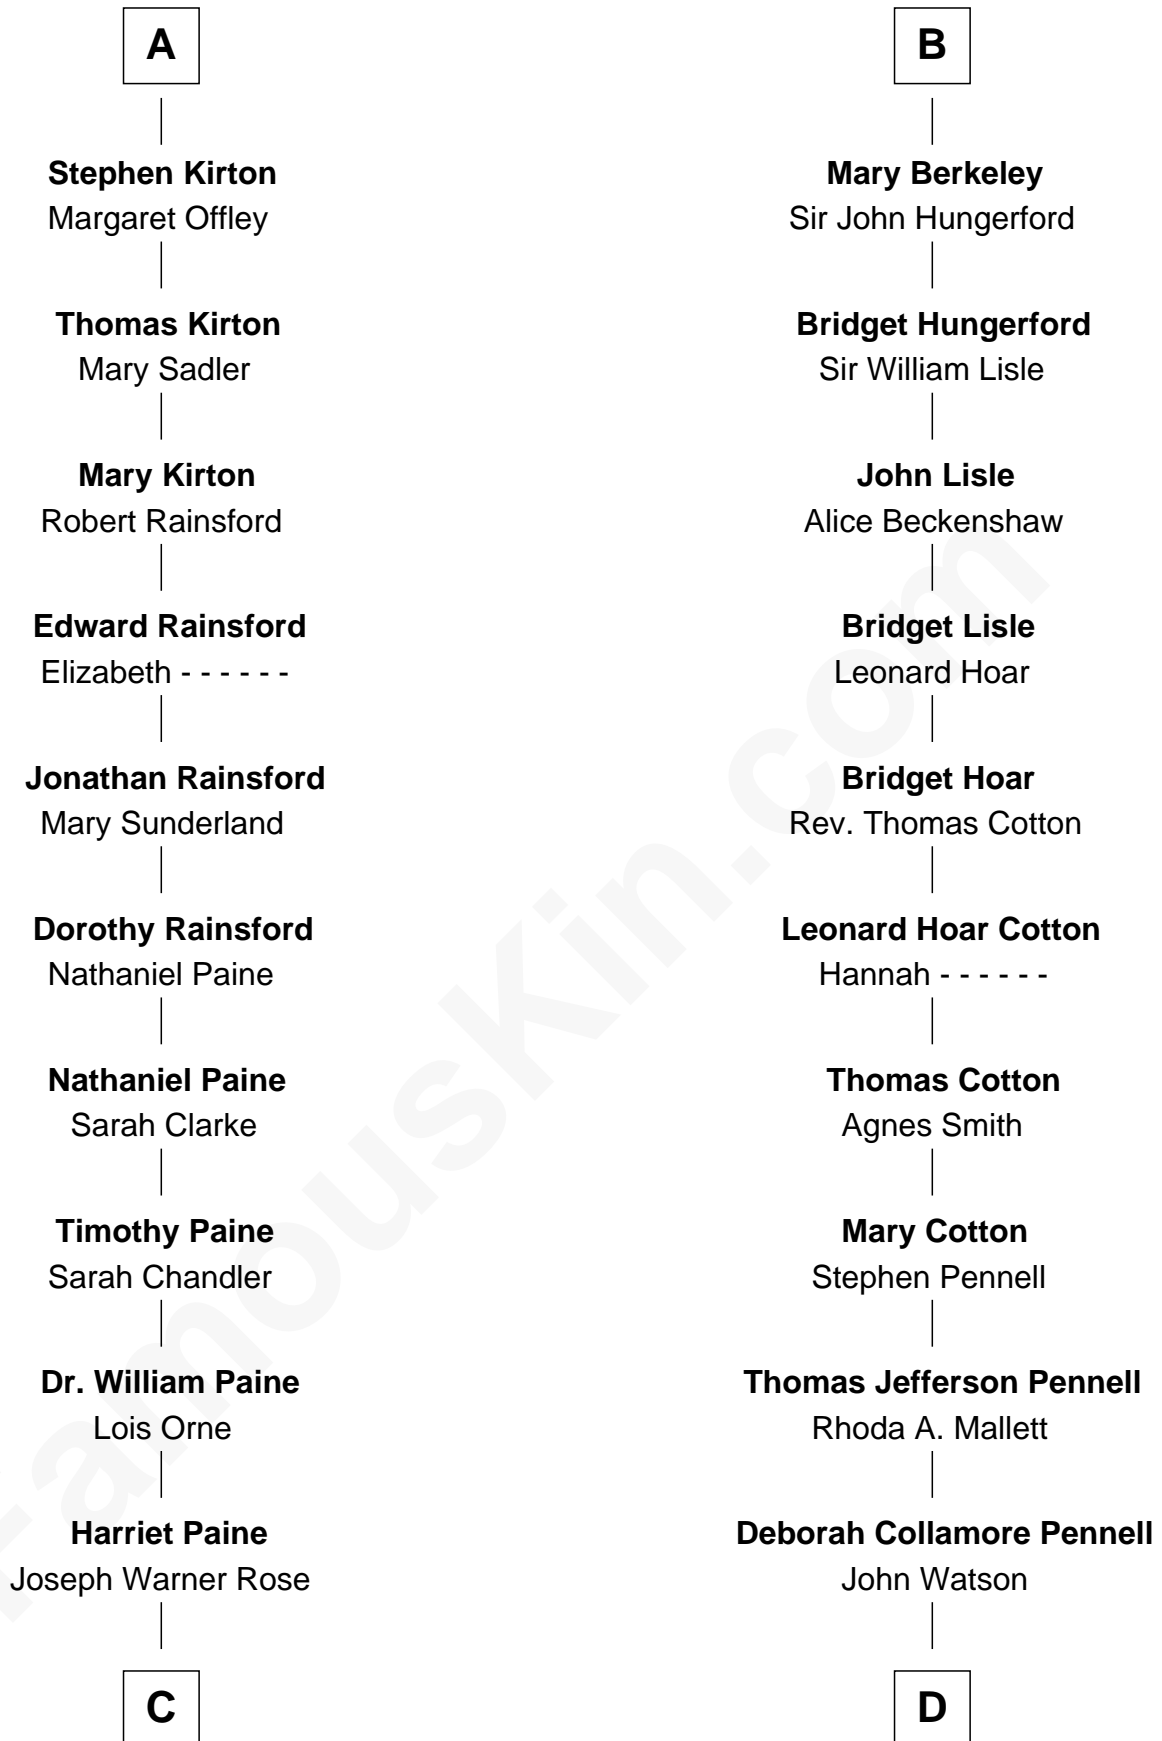 A
Stephen Kirton
Margaret Offley
Thomas Kirton
Mary Sadler
Mary Kirton
Robert Rainsford
Edward Rainsford
Elizabeth - - - - - -
Jonathan Rainsford
Mary Sunderland
Dorothy Rainsford
Nathaniel Paine
Nathaniel Paine
Sarah Clarke
Timothy Paine
Sarah Chandler
Dr. William Paine
Lois Orne
Harriet Paine
Joseph Warner Rose
C
B
Mary Berkeley
Sir John Hungerford
Bridget Hungerford
Sir William Lisle
John Lisle
Alice Beckenshaw
Bridget Lisle
Leonard Hoar
Bridget Hoar
Rev. Thomas Cotton
Leonard Hoar Cotton
Hannah - - - - - -
Thomas Cotton
Agnes Smith
Mary Cotton
Stephen Pennell
Thomas Jefferson Pennell
Rhoda A. Mallett
Deborah Collamore Pennell
John Watson
D
FamousKin.com